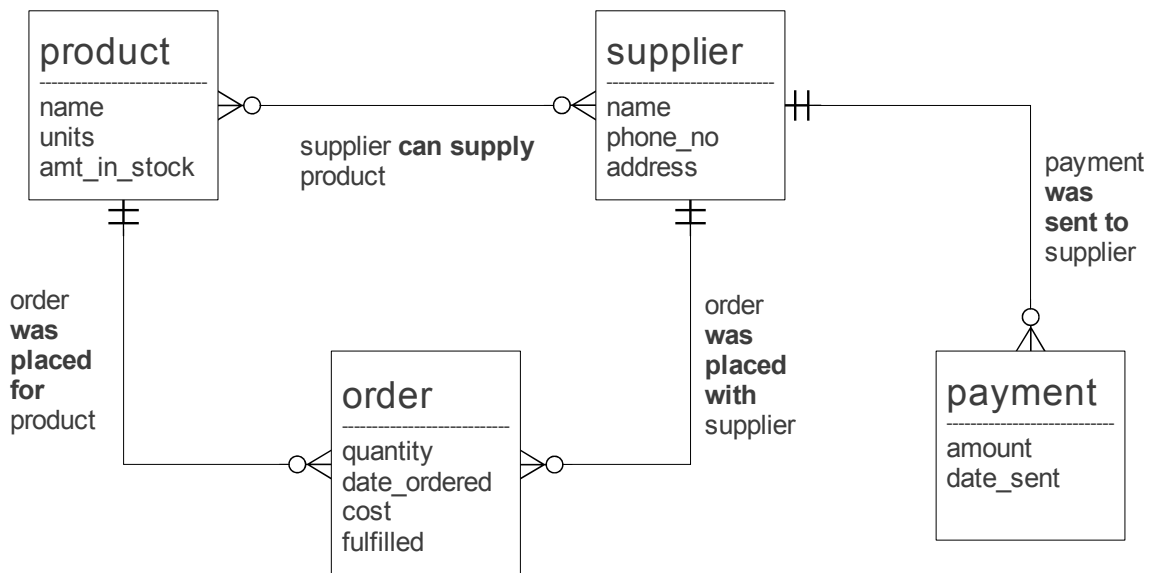 product
name
units
amt_in_stock
supplier can supply
product
supplier
name
phone_no
address
payment
was
sent to
supplier
order
was
placed
for
product
order
quantity
date_ordered
cost
fulfilled
order
was
placed
with
supplier
payment
amount
date_sent